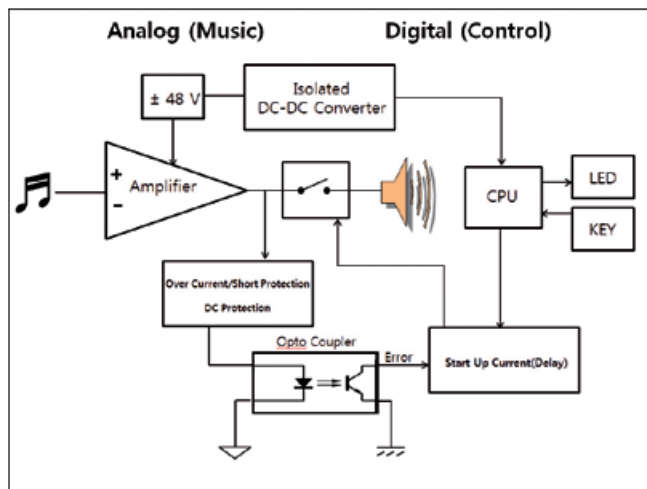 Analog (Music)
Digital (Control)
± 48 V
Isolated
DC-DC Converter
Amplifier
+
−
CPU
LED
KEY
Over Current/Short Protection
DC Protection
Opto Coupler
Error
Start Up Current(Delay)